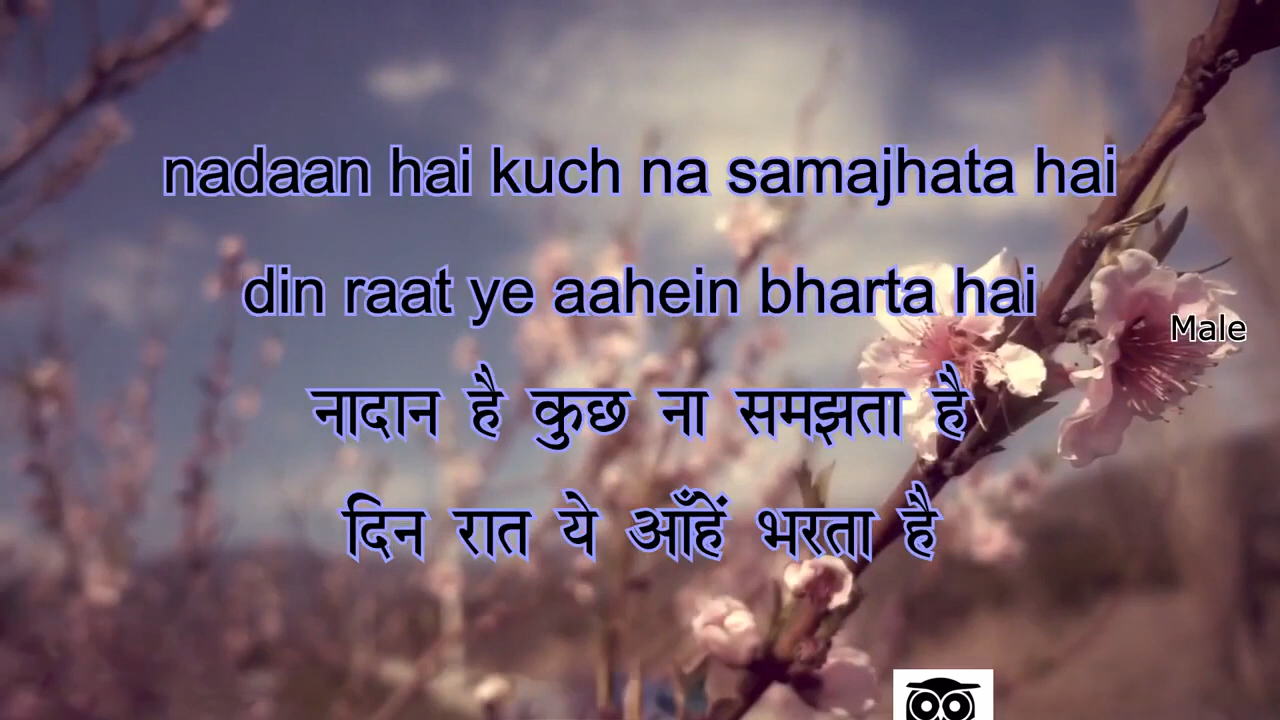 nadaan hai kuch na samajhata hai
din raat ye aahein bharta hai
Male
नादान है कुछ ना समझता है
दिन रात ये आँहें भरता है